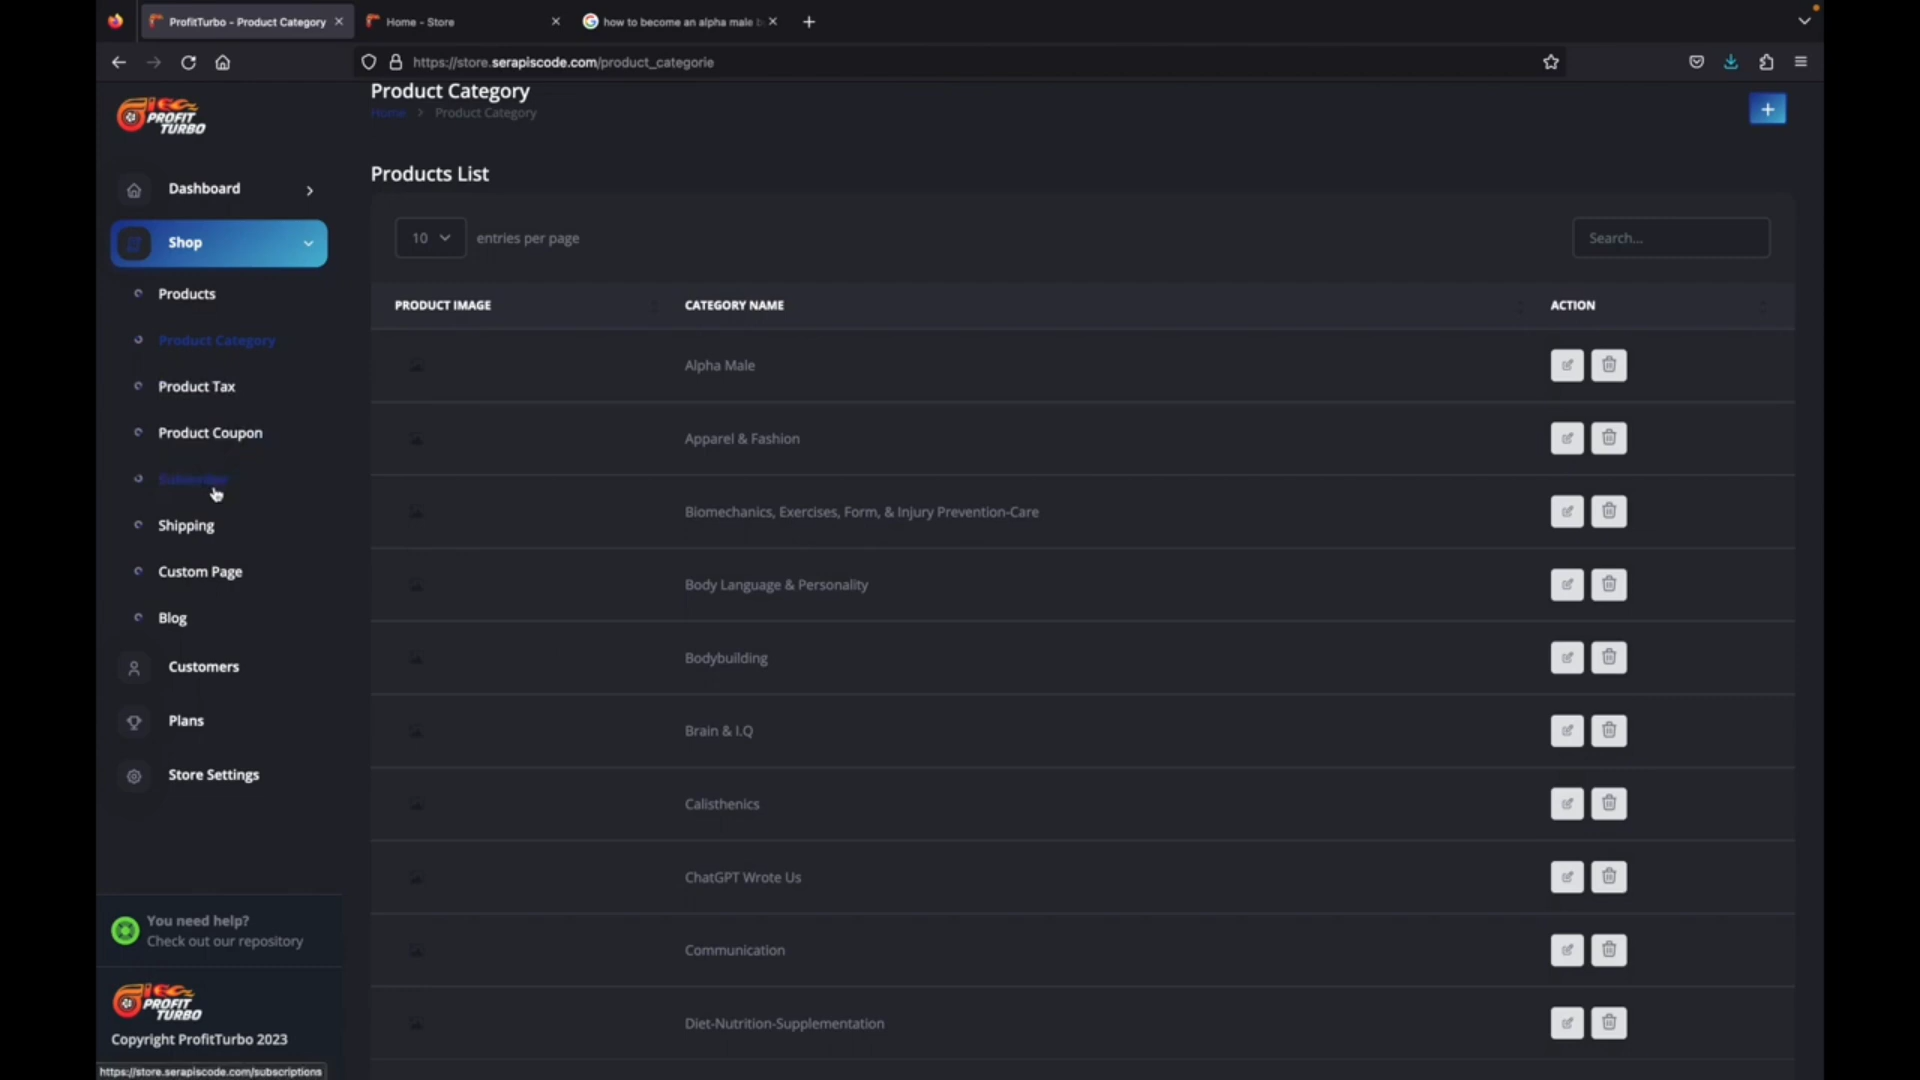 ProfitTurbo - Product Category
Home - Store
how to become an alpha male
https://store.serapiscode.com/product_categorie
PROFIT TURBO
Product Category
Home > Product Category
+
Dashboard
Shop
Products
Product Category
Product Tax
Product Coupon
Subscriber
Shipping
Custom Page
Blog
Customers
Plans
Store Settings
Products List
10 entries per page
Search...
PRODUCT IMAGE CATEGORY NAME ACTION
Alpha Male
Apparel & Fashion
Biomechanics, Exercises, Form, & Injury Prevention-Care
Body Language & Personality
Bodybuilding
Brain & I.Q
Calisthenics
ChatGPT Wrote Us
Communication
Diet-Nutrition-Supplementation
You need help?
Check out our repository
PROFIT TURBO
Copyright ProfitTurbo 2023
https://store.serapiscode.com/subscriptions